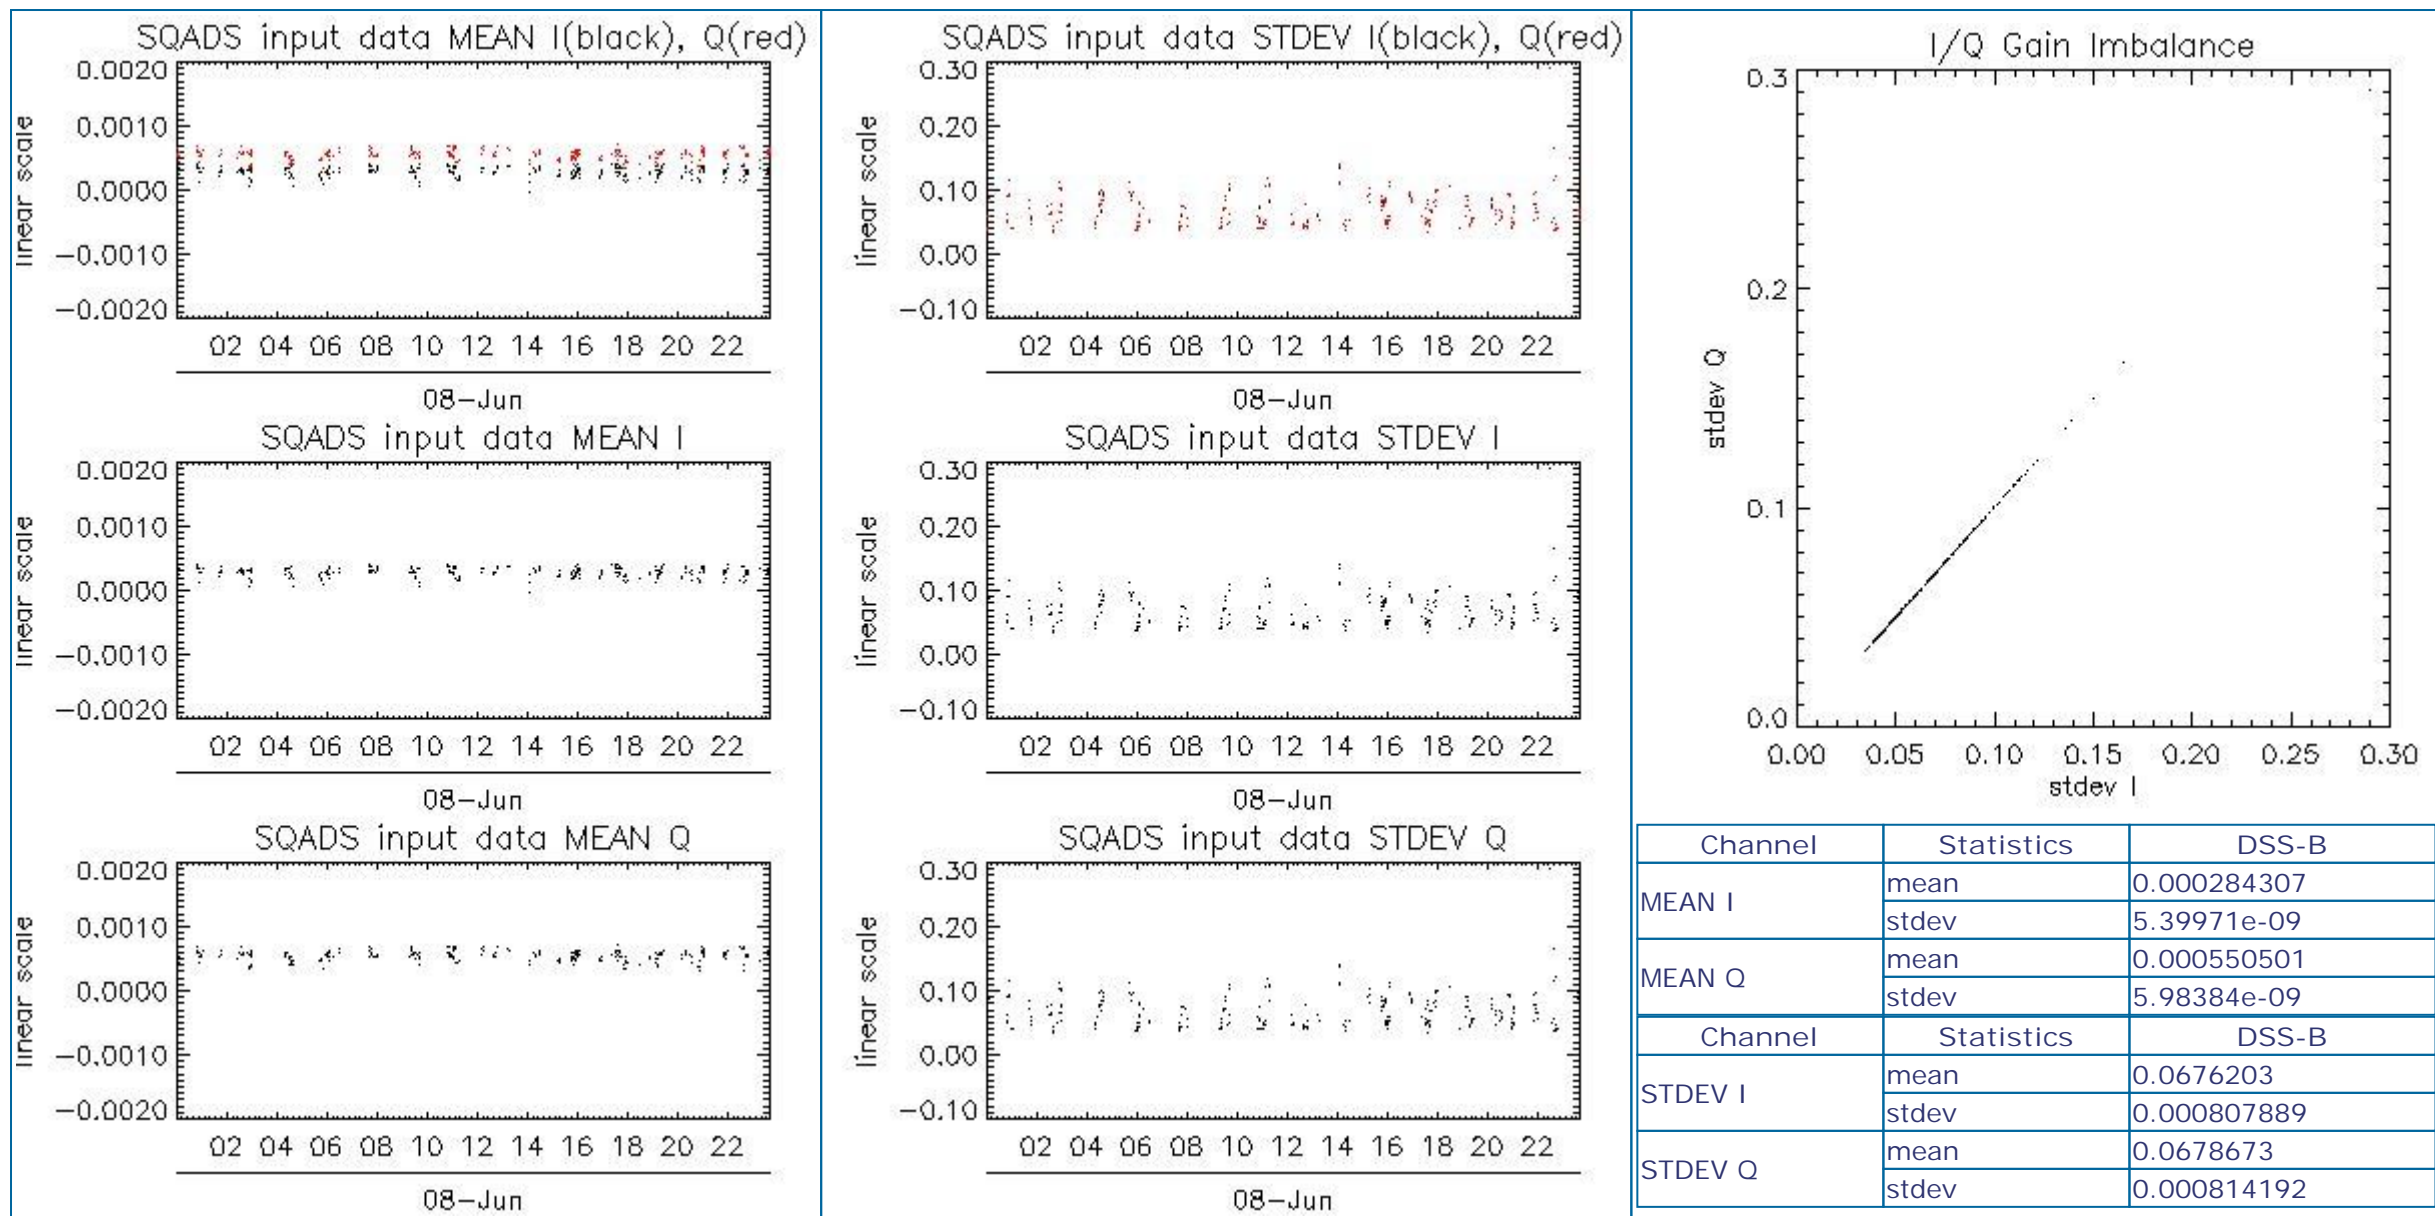 SQADS input data MEAN I(black), Q(red)
0.0020
0.0010
0.0000
−0.0010
−0.0020
linear scale
02 04 06 08 10 12 14 16 18 20 22
08−Jun
SQADS input data MEAN I
0.0020
0.0010
0.0000
−0.0010
−0.0020
linear scale
02 04 06 08 10 12 14 16 18 20 22
08−Jun
SQADS input data MEAN Q
0.0020
0.0010
0.0000
−0.0010
−0.0020
linear scale
02 04 06 08 10 12 14 16 18 20 22
08−Jun
SQADS input data STDEV I(black), Q(red)
0.30
0.20
0.10
0.00
−0.10
linear scale
02 04 06 08 10 12 14 16 18 20 22
08−Jun
SQADS input data STDEV I
0.30
0.20
0.10
0.00
−0.10
linear scale
02 04 06 08 10 12 14 16 18 20 22
08−Jun
SQADS input data STDEV Q
0.30
0.20
0.10
0.00
−0.10
linear scale
02 04 06 08 10 12 14 16 18 20 22
08−Jun
I/Q Gain Imbalance
0.3
0.2
0.1
0.0
stdev Q
0.00 0.05 0.10 0.15 0.20 0.25 0.30
stdev I
Channel Statistics DSS-B
MEAN I mean 0.000284307
stdev 5.39971e-09
MEAN Q mean 0.000550501
stdev 5.98384e-09
Channel Statistics DSS-B
STDEV I mean 0.0676203
stdev 0.000807889
STDEV Q mean 0.0678673
stdev 0.000814192